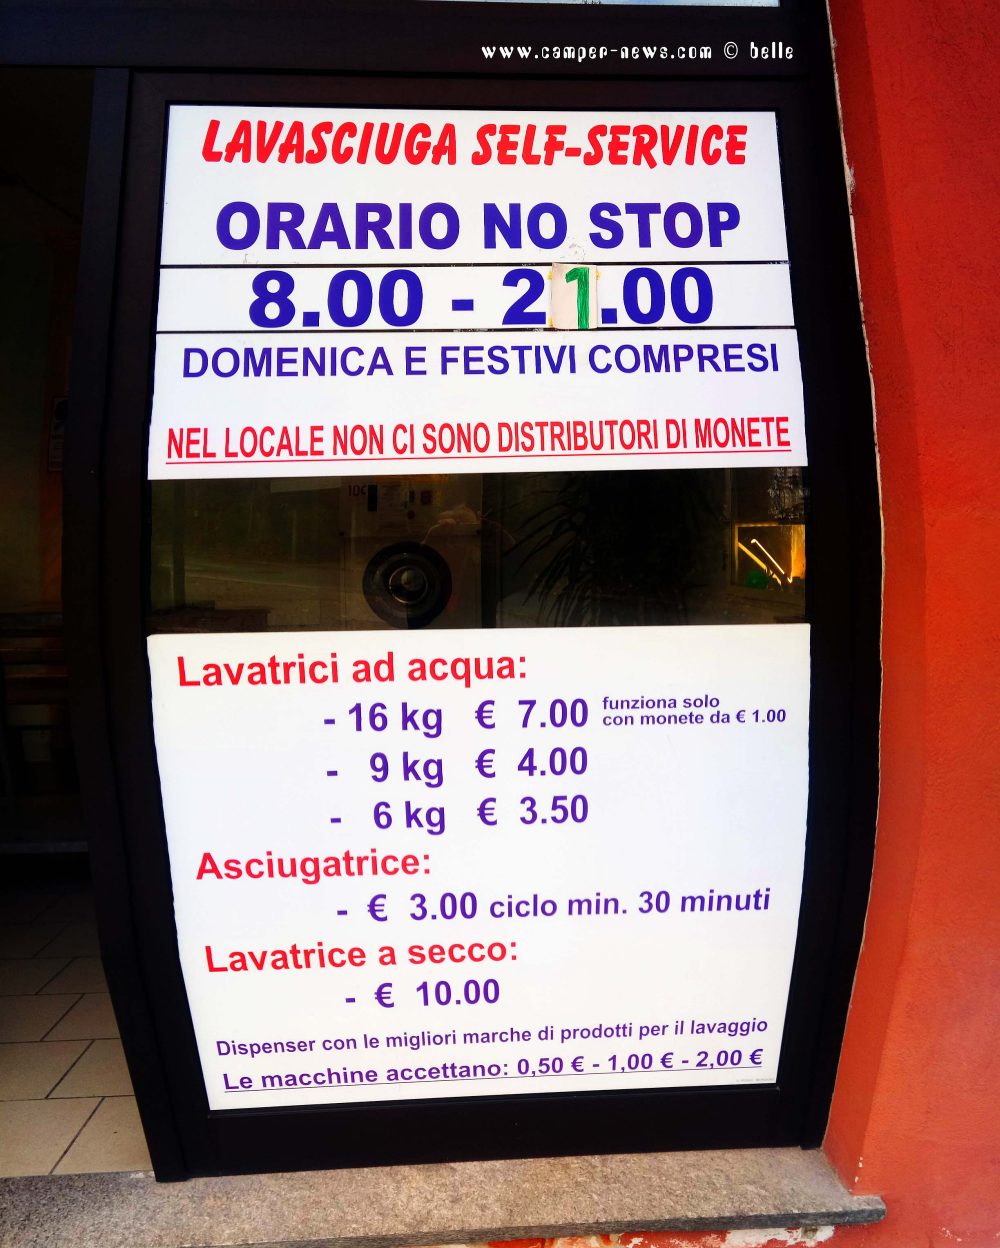 www.camper-news.com © belle
LAVASCIUGA SELF-SERVICE
ORARIO NO STOP
8.00 - 21.00
DOMENICA E FESTIVI COMPRESI
NEL LOCALE NON CI SONO DISTRIBUTORI DI MONETE
10€
Lavatrici ad acqua:
- 16 kg € 7.00 funziona solo
con monete da € 1.00
- 9 kg € 4.00
- 6 kg € 3.50
Asciugatrice:
- € 3.00 ciclo min. 30 minuti
Lavatrice a secco:
- € 10.00
Dispenser con le migliori marche di prodotti per il lavaggio
Le macchine accettano: 0,50 € - 1,00 € - 2,00 €